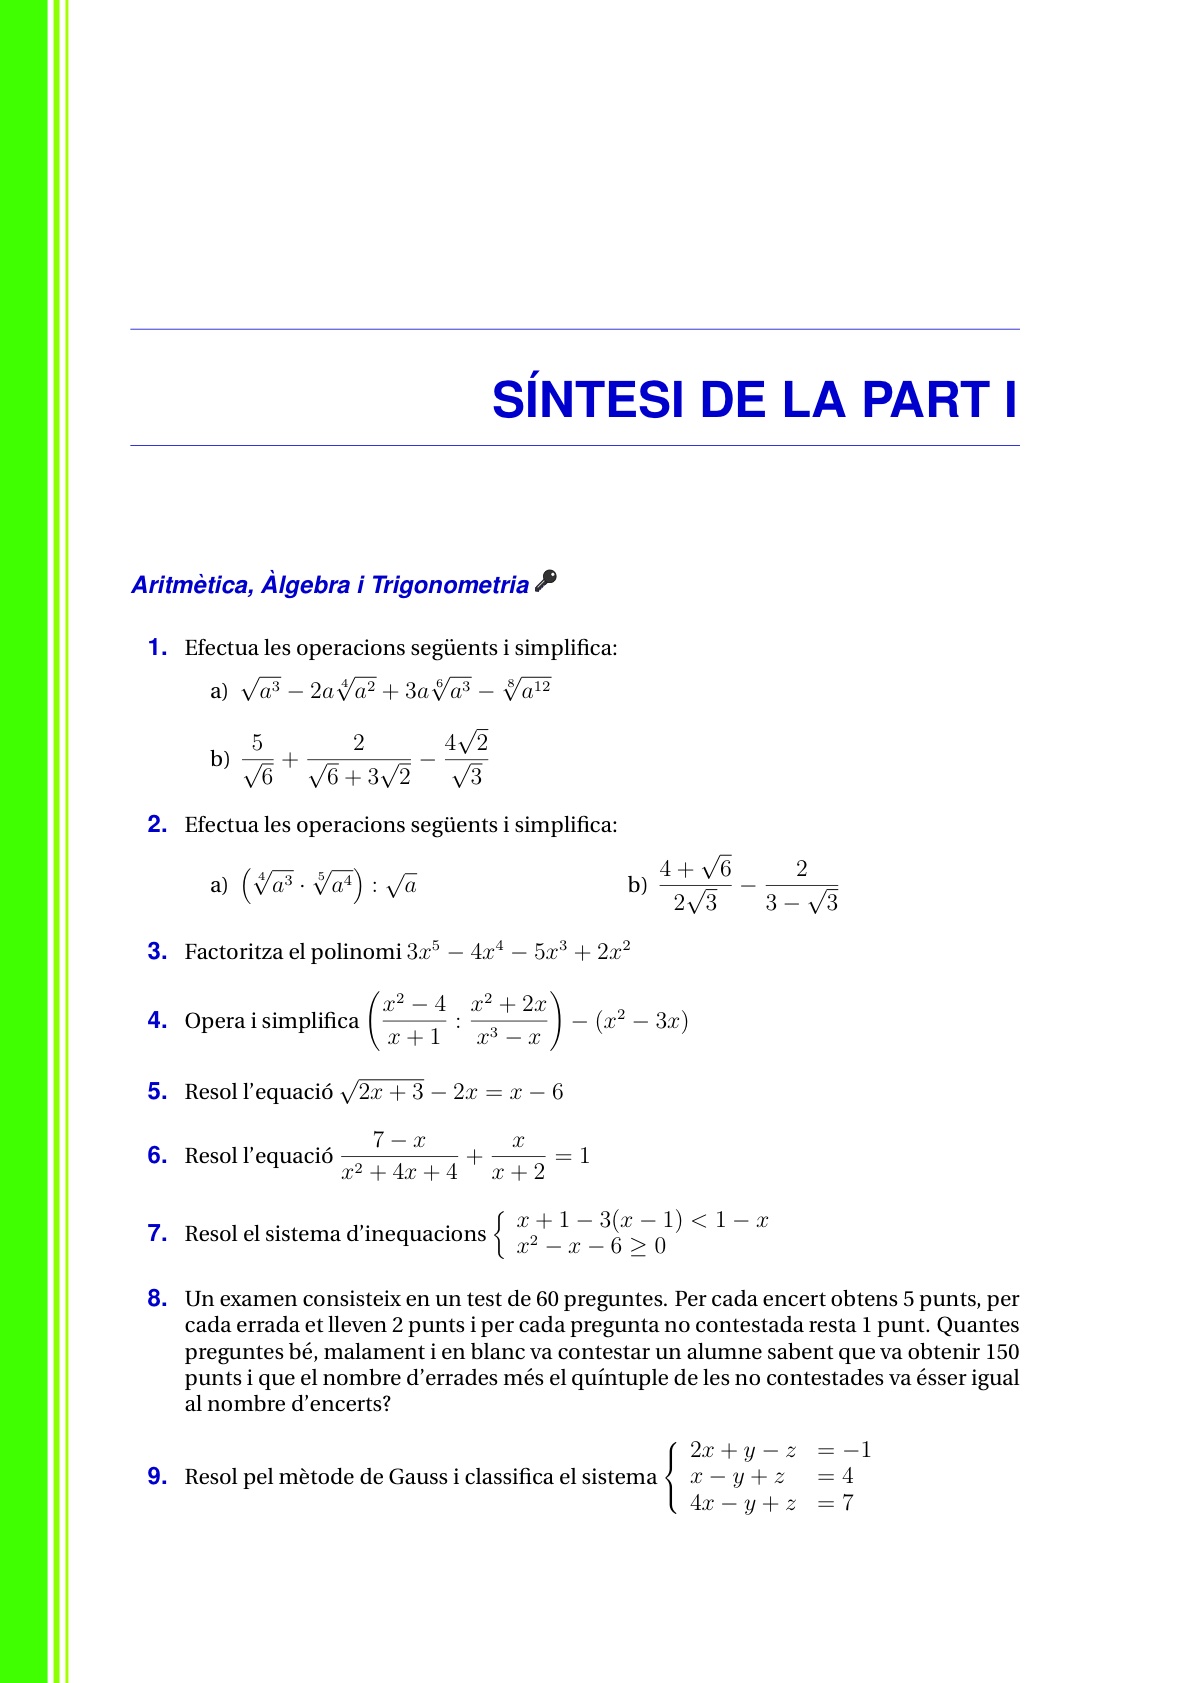 SÍNTESI DE LA PART I
Aritmètica, Àlgebra i Trigonometria
1. Efectua les operacions següents i simplifica:
a) $\sqrt{a^3} - 2a\sqrt[4]{a^2} + 3a\sqrt[6]{a^3} - \sqrt[8]{a^{12}}$
b) $\frac{5}{\sqrt{6}} + \frac{2}{\sqrt{6} + 3\sqrt{2}} - \frac{4\sqrt{2}}{\sqrt{3}}$
2. Efectua les operacions següents i simplifica:
a) $\left(\sqrt[4]{a^3} \cdot \sqrt[5]{a^4}\right) : \sqrt{a}$ b) $\frac{4 + \sqrt{6}}{2\sqrt{3}} - \frac{2}{3 - \sqrt{3}}$
3. Factoritza el polinomi $3x^5 - 4x^4 - 5x^3 + 2x^2$
4. Opera i simplifica $\left(\frac{x^2 - 4}{x + 1} : \frac{x^2 + 2x}{x^3 - x}\right) - (x^2 - 3x)$
5. Resol l'equació $\sqrt{2x + 3} - 2x = x - 6$
6. Resol l'equació $\frac{7 - x}{x^2 + 4x + 4} + \frac{x}{x + 2} = 1$
7. Resol el sistema d'inequacions $\begin{cases} x + 1 - 3(x - 1) < 1 - x \\ x^2 - x - 6 \geq 0 \end{cases}$
8. Un examen consisteix en un test de 60 preguntes. Per cada encert obtens 5 punts, per
cada errada et lleven 2 punts i per cada pregunta no contestada resta 1 punt. Quantes
preguntes bé, malament i en blanc va contestar un alumne sabent que va obtenir 150
punts i que el nombre d'errades més el quíntuple de les no contestades va ésser igual
al nombre d'encerts?
9. Resol pel mètode de Gauss i classifica el sistema $\begin{cases} 2x + y - z = -1 \\ x - y + z = 4 \\ 4x - y + z = 7 \end{cases}$